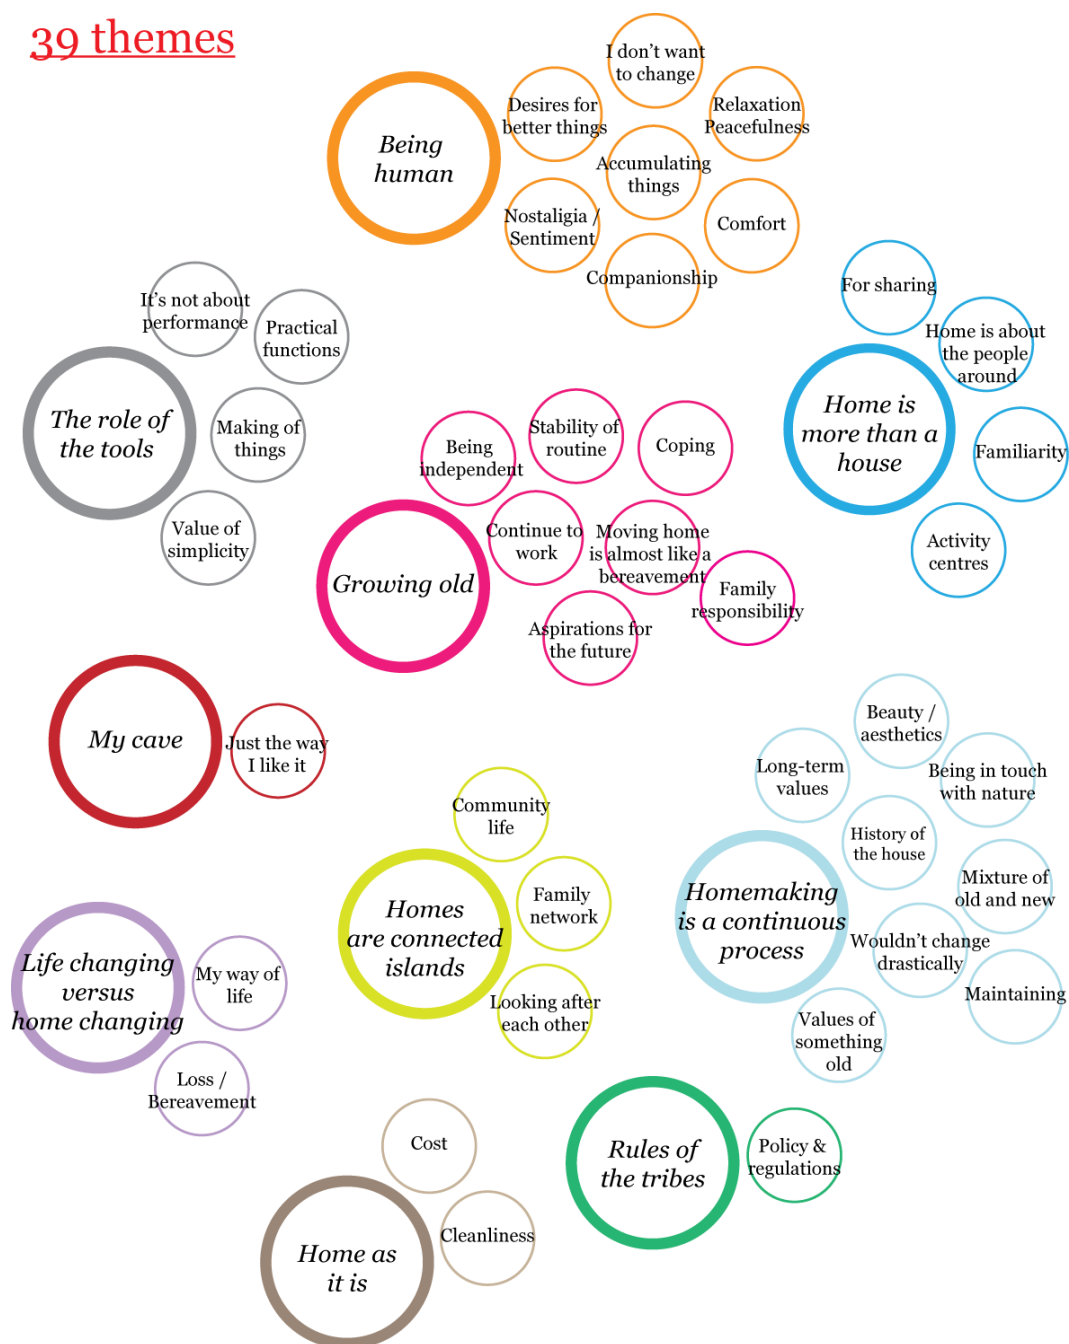 39 themes
Being
human
I don't want
to change
Desires for
better things
Relaxation
Peacefulness
Accumulating
things
Nostaligia /
Sentiment
Comfort
Companionship
The role of
the tools
It's not about
performance
Practical
functions
Making of
things
Value of
simplicity
Home is
more than a
house
For sharing
Home is about
the people
around
Familiarity
Activity
centres
Growing old
Being
independent
Stability of
routine
Coping
Continue to
work
Moving home
is almost like a
bereavement
Family
responsibility
Aspirations for
the future
My cave
Just the way
I like it
Homes
are connected
islands
Community
life
Family
network
Looking after
each other
Homemaking
is a continuous
process
Beauty /
aesthetics
Long-term
values
Being in touch
with nature
History of
the house
Mixture of
old and new
Wouldn't change
drastically
Maintaining
Values of
something
old
Life changing
versus
home changing
My way of
life
Loss /
Bereavement
Rules of
the tribes
Policy &
regulations
Home as
it is
Cost
Cleanliness